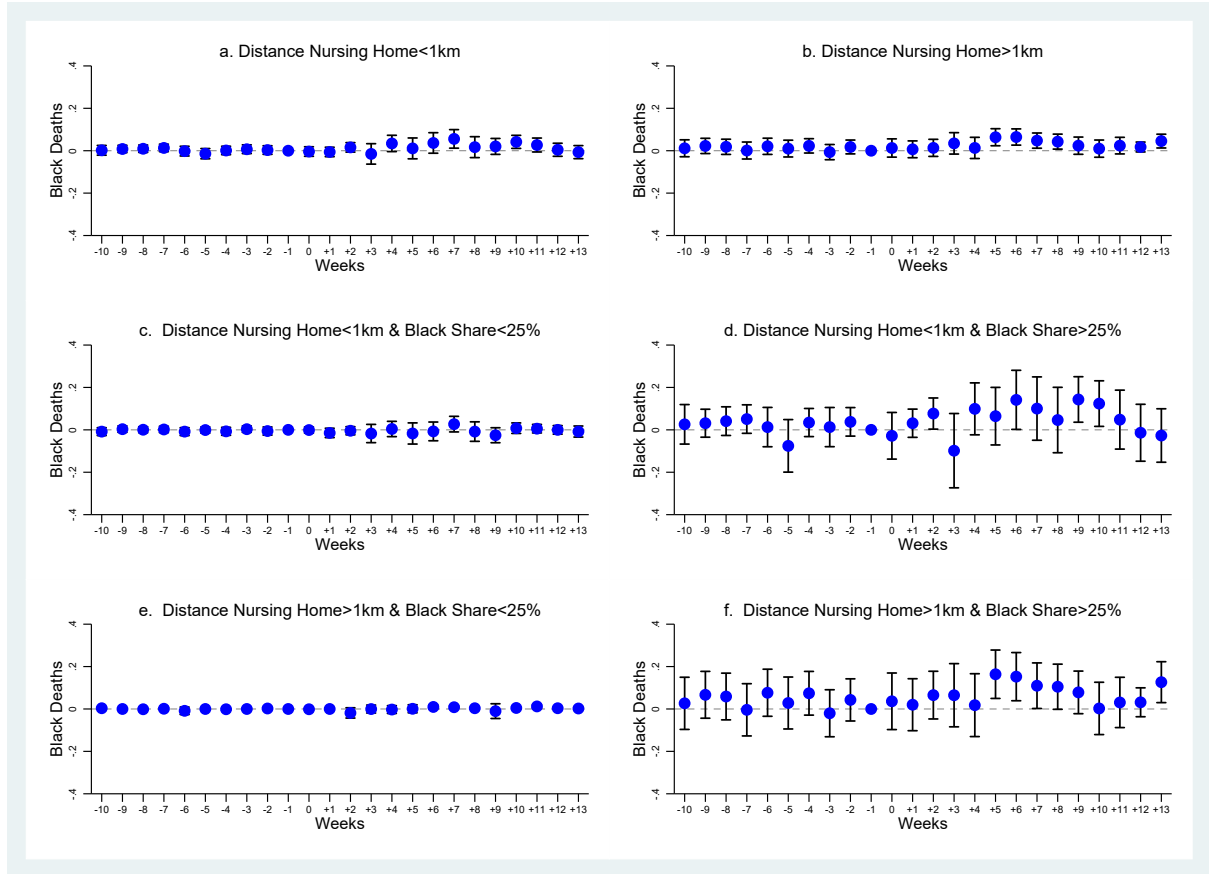 a. Distance Nursing Home<1km
Black Deaths
.4
.2
0
-.2
-.4
-10 -9 -8 -7 -6 -5 -4 -3 -2 -1 0 +1 +2 +3 +4 +5 +6 +7 +8 +9 +10 +11 +12 +13
Weeks
b. Distance Nursing Home>1km
Black Deaths
.4
.2
0
-.2
-.4
-10 -9 -8 -7 -6 -5 -4 -3 -2 -1 0 +1 +2 +3 +4 +5 +6 +7 +8 +9 +10 +11 +12 +13
Weeks
c. Distance Nursing Home<1km & Black Share<25%
Black Deaths
.4
.2
0
-.2
-.4
-10 -9 -8 -7 -6 -5 -4 -3 -2 -1 0 +1 +2 +3 +4 +5 +6 +7 +8 +9 +10 +11 +12 +13
Weeks
d. Distance Nursing Home<1km & Black Share>25%
Black Deaths
.4
.2
0
-.2
-.4
-10 -9 -8 -7 -6 -5 -4 -3 -2 -1 0 +1 +2 +3 +4 +5 +6 +7 +8 +9 +10 +11 +12 +13
Weeks
e. Distance Nursing Home>1km & Black Share<25%
Black Deaths
.4
.2
0
-.2
-.4
-10 -9 -8 -7 -6 -5 -4 -3 -2 -1 0 +1 +2 +3 +4 +5 +6 +7 +8 +9 +10 +11 +12 +13
Weeks
f. Distance Nursing Home>1km & Black Share>25%
Black Deaths
.4
.2
0
-.2
-.4
-10 -9 -8 -7 -6 -5 -4 -3 -2 -1 0 +1 +2 +3 +4 +5 +6 +7 +8 +9 +10 +11 +12 +13
Weeks